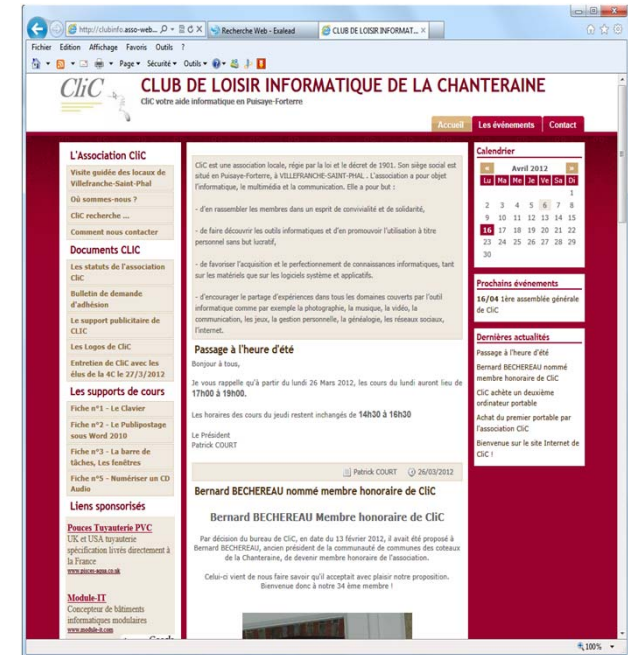 http://clubinfo.asso-web...
Recherche Web - Exalead
CLUB DE LOISIR INFORMAT...
Fichier Edition Affichage Favoris Outils ?
Page Sécurité Outils
CliC
CLUB DE LOISIR INFORMATIQUE DE LA CHANTERAINE
CliC votre aide informatique en Puisaye-Forterre
Accueil Les événements Contact
L'Association CliC
Visite guidée des locaux de
Villefranche-Saint-Phal
Où sommes-nous ?
CliC recherche ...
Comment nous contacter
Documents CLIC
Les statuts de l'association
CliC
Bulletin de demande
d'adhésion
Le support publicitaire de
CLIC
Les Logos de CliC
Entretien de CliC avec les
élus de la 4C le 27/3/2012
Les supports de cours
Fiche n°1 - Le Clavier
Fiche n°2 - Le Publipostage
sous Word 2010
Fiche n°3 - La barre de
tâches, Les fenêtres
Fiche n°5 - Numériser un CD
Audio
Liens sponsorisés
Pouces Tuyauterie PVC
UK et USA tuyauterie
spécification livrés directement à
la France
Module-IT
Concepteur de bâtiments
informatiques modulaires
www.module-it.com
CliC est une association locale, régie par la loi et le décret de 1901. Son siège social est
situé en Puisaye-Forterre, à VILLEFRANCHE-SAINT-PHAL . L'association a pour objet
l'informatique, le multimédia et la communication. Elle a pour but :
- d'en rassembler les membres dans un esprit de convivialité et de solidarité,
- de faire découvrir les outils informatiques et d'en promouvoir l'utilisation à titre
personnel sans but lucratif,
- de favoriser l'acquisition et le perfectionnement de connaissances informatiques, tant
sur les matériels que sur les logiciels système et applicatifs.
- d'encourager le partage d'expériences dans tous les domaines couverts par l'outil
informatique comme par exemple la photographie, la musique, la vidéo, la
communication, les jeux, la gestion personnelle, la généalogie, les réseaux sociaux,
l'internet.
Passage à l'heure d'été
Bonjour à tous,
Je vous rappelle qu'à partir du lundi 26 Mars 2012, les cours du lundi auront lieu de
17h00 à 19h00.
Les horaires des cours du jeudi restent inchangés de 14h30 à 16h30
Le Président
Patrick COURT
Patrick COURT 26/03/2012
Bernard BECHEREAU nommé membre honoraire de CliC
Bernard BECHEREAU Membre honoraire de CliC
Par décision du bureau de CliC, en date du 13 février 2012, il avait été proposé à
Bernard BECHEREAU, ancien président de la communauté de communes des coteaux
de la Chanteraine, de devenir membre honoraire de l'association.
Celui-ci vient de nous faire savoir qu'il acceptait avec plaisir notre proposition.
Bienvenue donc à notre 34 ème membre !
Calendrier
« Avril 2012 »
Lu Ma Me Je Ve Sa Di
1
2 3 4 5 6 7 8
9 10 11 12 13 14 15
16 17 18 19 20 21 22
23 24 25 26 27 28 29
30
Prochains événements
16/04 1ère assemblée générale
de CliC
Dernières actualités
Passage à l'heure d'été
Bernard BECHEREAU nommé
membre honoraire de CliC
CliC achète un deuxième
ordinateur portable
Achat du premier portable par
l'association CliC
Bienvenue sur le site Internet de
CliC !
100%